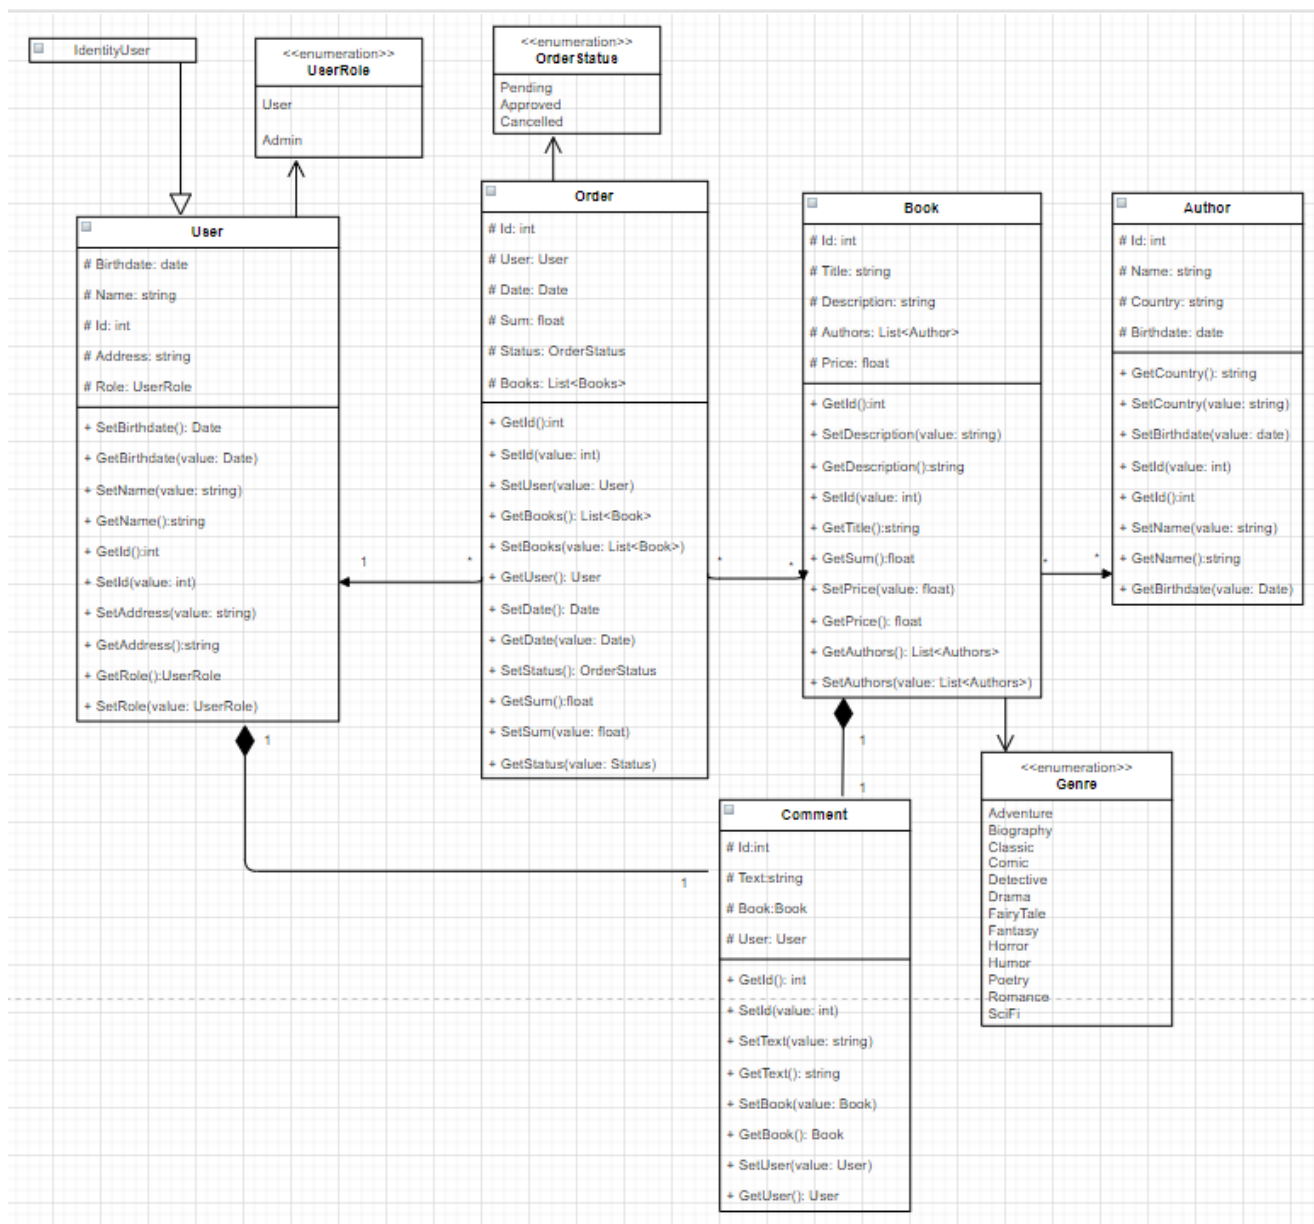 IdentityUser
<<enumeration>>
UserRole
User
Admin
<<enumeration>>
OrderStatus
Pending
Approved
Cancelled
User
# Birthdate: date
# Name: string
# Id: int
# Address: string
# Role: UserRole
+ SetBirthdate(): Date
+ GetBirthdate(value: Date)
+ SetName(value: string)
+ GetName():string
+ GetId():int
+ SetId(value: int)
+ SetAddress(value: string)
+ GetAddress():string
+ GetRole():UserRole
+ SetRole(value: UserRole)
1
*
1
1
Order
# Id: int
# User: User
# Date: Date
# Sum: float
# Status: OrderStatus
# Books: List<Books>
+ GetId():int
+ SetId(value: int)
+ SetUser(value: User)
+ GetBooks(): List<Book>
+ SetBooks(value: List<Book>)
+ GetUser(): User
+ SetDate(): Date
+ GetDate(value: Date)
+ SetStatus(): OrderStatus
+ GetSum():float
+ SetSum(value: float)
+ GetStatus(value: Status)
*
*
Book
# Id: int
# Title: string
# Description: string
# Authors: List<Author>
# Price: float
+ GetId():int
+ SetDescription(value: string)
+ GetDescription():string
+ SetId(value: int)
+ GetTitle():string
+ GetSum():float
+ SetPrice(value: float)
+ GetPrice(): float
+ GetAuthors(): List<Authors>
+ SetAuthors(value: List<Authors>)
*
*
1
1
Author
# Id: int
# Name: string
# Country: string
# Birthdate: date
+ GetCountry(): string
+ SetCountry(value: string)
+ SetBirthdate(value: date)
+ SetId(value: int)
+ GetId():int
+ SetName(value: string)
+ GetName():string
+ GetBirthdate(value: Date)
Comment
# Id:int
# Text:string
# Book:Book
# User: User
+ GetId(): int
+ SetId(value: int)
+ SetText(value: string)
+ GetText(): string
+ SetBook(value: Book)
+ GetBook(): Book
+ SetUser(value: User)
+ GetUser(): User
<<enumeration>>
Genre
Adventure
Biography
Classic
Comic
Detective
Drama
FairyTale
Fantasy
Horror
Humor
Poetry
Romance
SciFi